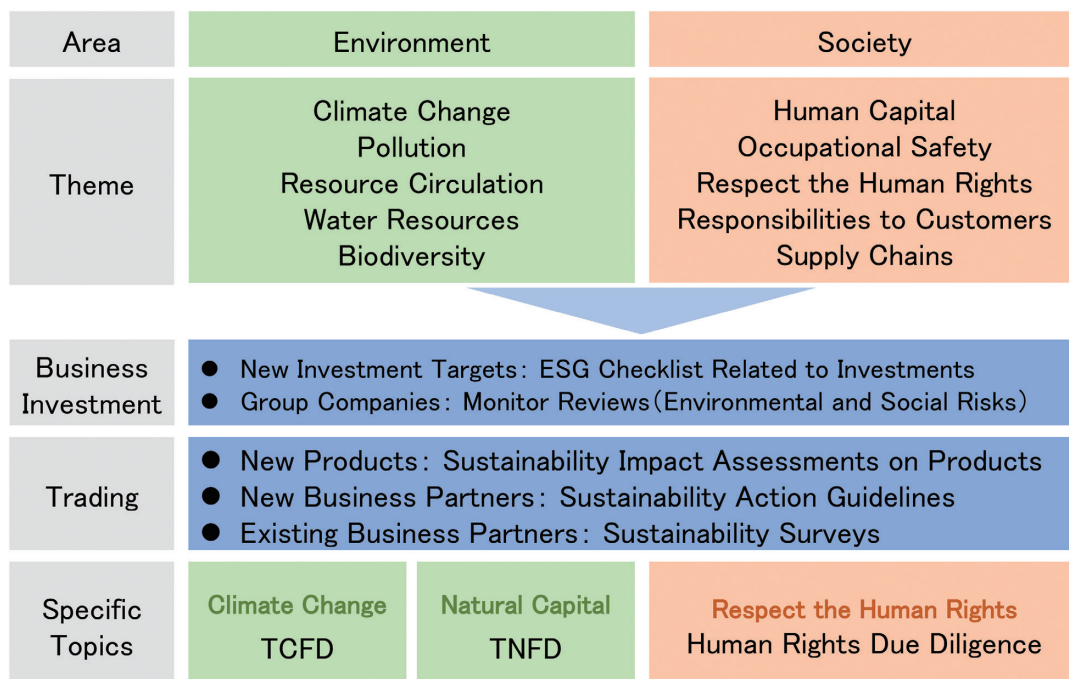 Area
Environment
Society
Theme
Climate Change
Pollution
Resource Circulation
Water Resources
Biodiversity
Human Capital
Occupational Safety
Respect the Human Rights
Responsibilities to Customers
Supply Chains
Business
Investment
● New Investment Targets: ESG Checklist Related to Investments
● Group Companies: Monitor Reviews (Environmental and Social Risks)
Trading
● New Products: Sustainability Impact Assessments on Products
● New Business Partners: Sustainability Action Guidelines
● Existing Business Partners: Sustainability Surveys
Specific
Topics
Climate Change
TCFD
Natural Capital
TNFD
Respect the Human Rights
Human Rights Due Diligence